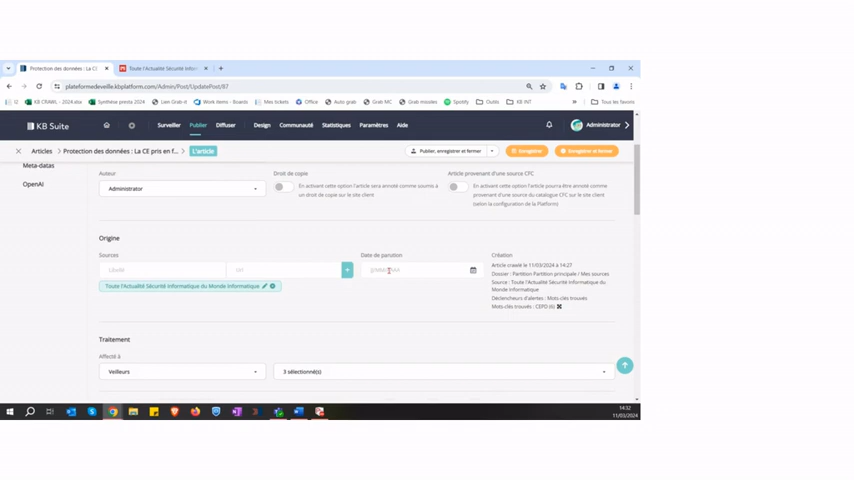 Protection des données : La CE
Toute l'Actualité Sécurité Infor
plateformedeveille.kbplatform.com/Admin/Post/UpdatePost/87
KB CRAWL - 2024.xlsx
Synthèse presta 2024
Lien Grab-it
Work items - Boards
Mes tickets
Office
Auto grab
Grab MC
Grab missiles
Spotify
Outils
KB INT
»
Tous les favoris
KB Suite
Surveiller
Publier
Diffuser
Design
Communauté
Statistiques
Paramètres
Aide
Administrator
Articles
Protection des données : La CE pris en f...
L'article
Publier, enregistrer et fermer
Enregistrer
Enregistrer et fermer
Meta-datas
OpenAI
Auteur
Administrator
Droit de copie
En activant cette option l'article sera annoté comme soumis à
un droit de copie sur le site client
Article provenant d'une source CFC
En activant cette option l'article pourra être annoté comme
provenant d'une source du catalogue CFC sur le site client
(selon la configuration de la Platform)
Origine
Sources
Libellé
Url
+
Toute l'Actualité Sécurité Informatique du Monde Informatique
Date de parution
Création
Article crawlé le 11/03/2024 à 14:27
Dossier : Partition Partition principale / Mes sources
Source : Toute l'Actualité Sécurité Informatique du
Monde Informatique
Déclencheurs d'alertes : Mots clés trouvés
Mots clés trouvés : CEPD (6)
Traitement
Affecté à
Veilleurs
3 sélectionné(s)
14:32
11/03/2024